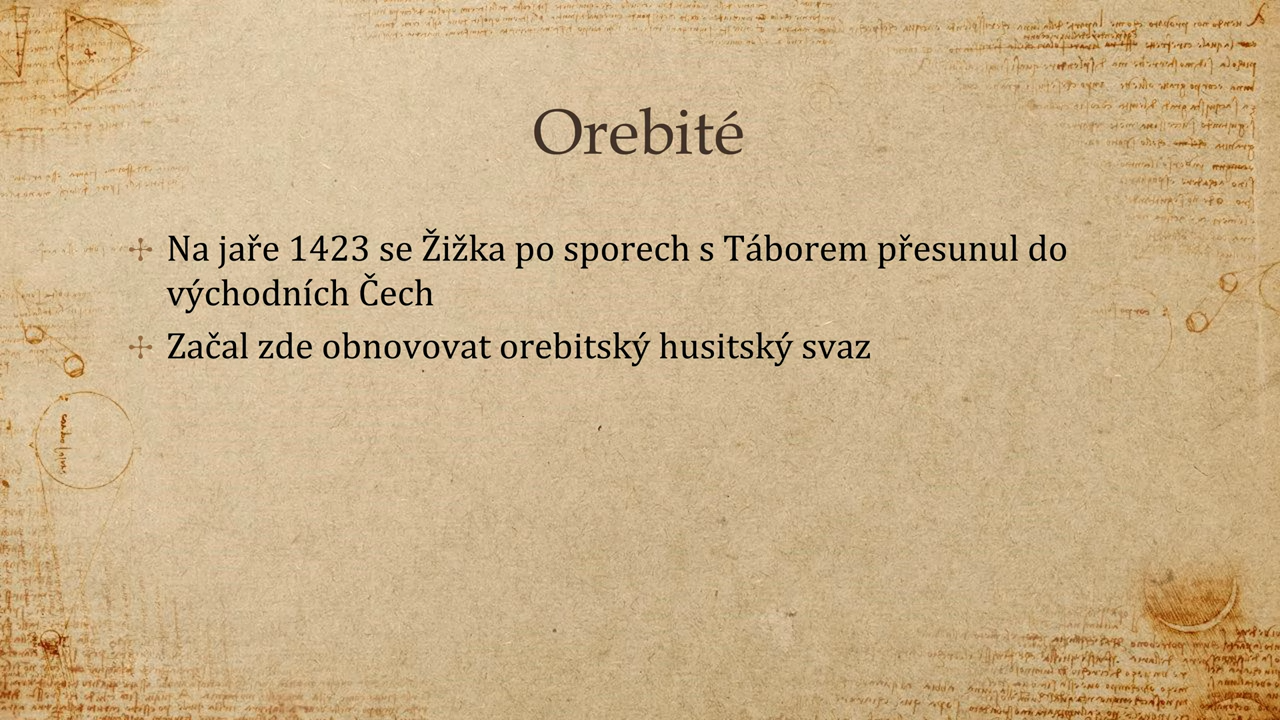 Orebité
Na jaře 1423 se Žižka po sporech s Táborem přesunul do
východních Čech
Začal zde obnovovat orebitský husitský svaz